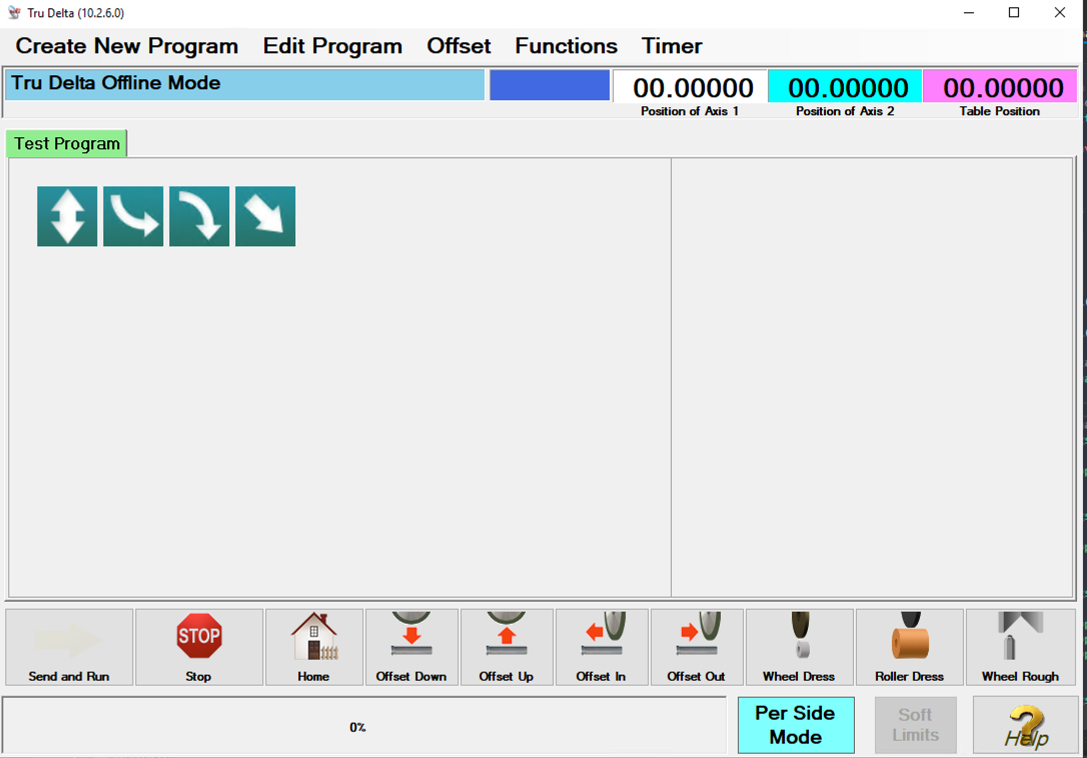 Tru Delta (10.2.6.0)
Create New Program Edit Program Offset Functions Timer
Tru Delta Offline Mode
00.00000 00.00000 00.00000
Position of Axis 1 Position of Axis 2 Table Position
Test Program
STOP
Send and Run Stop Home Offset Down Offset Up Offset In Offset Out Wheel Dress Roller Dress Wheel Rough
0%
Per Side
Mode
Soft
Limits
Help